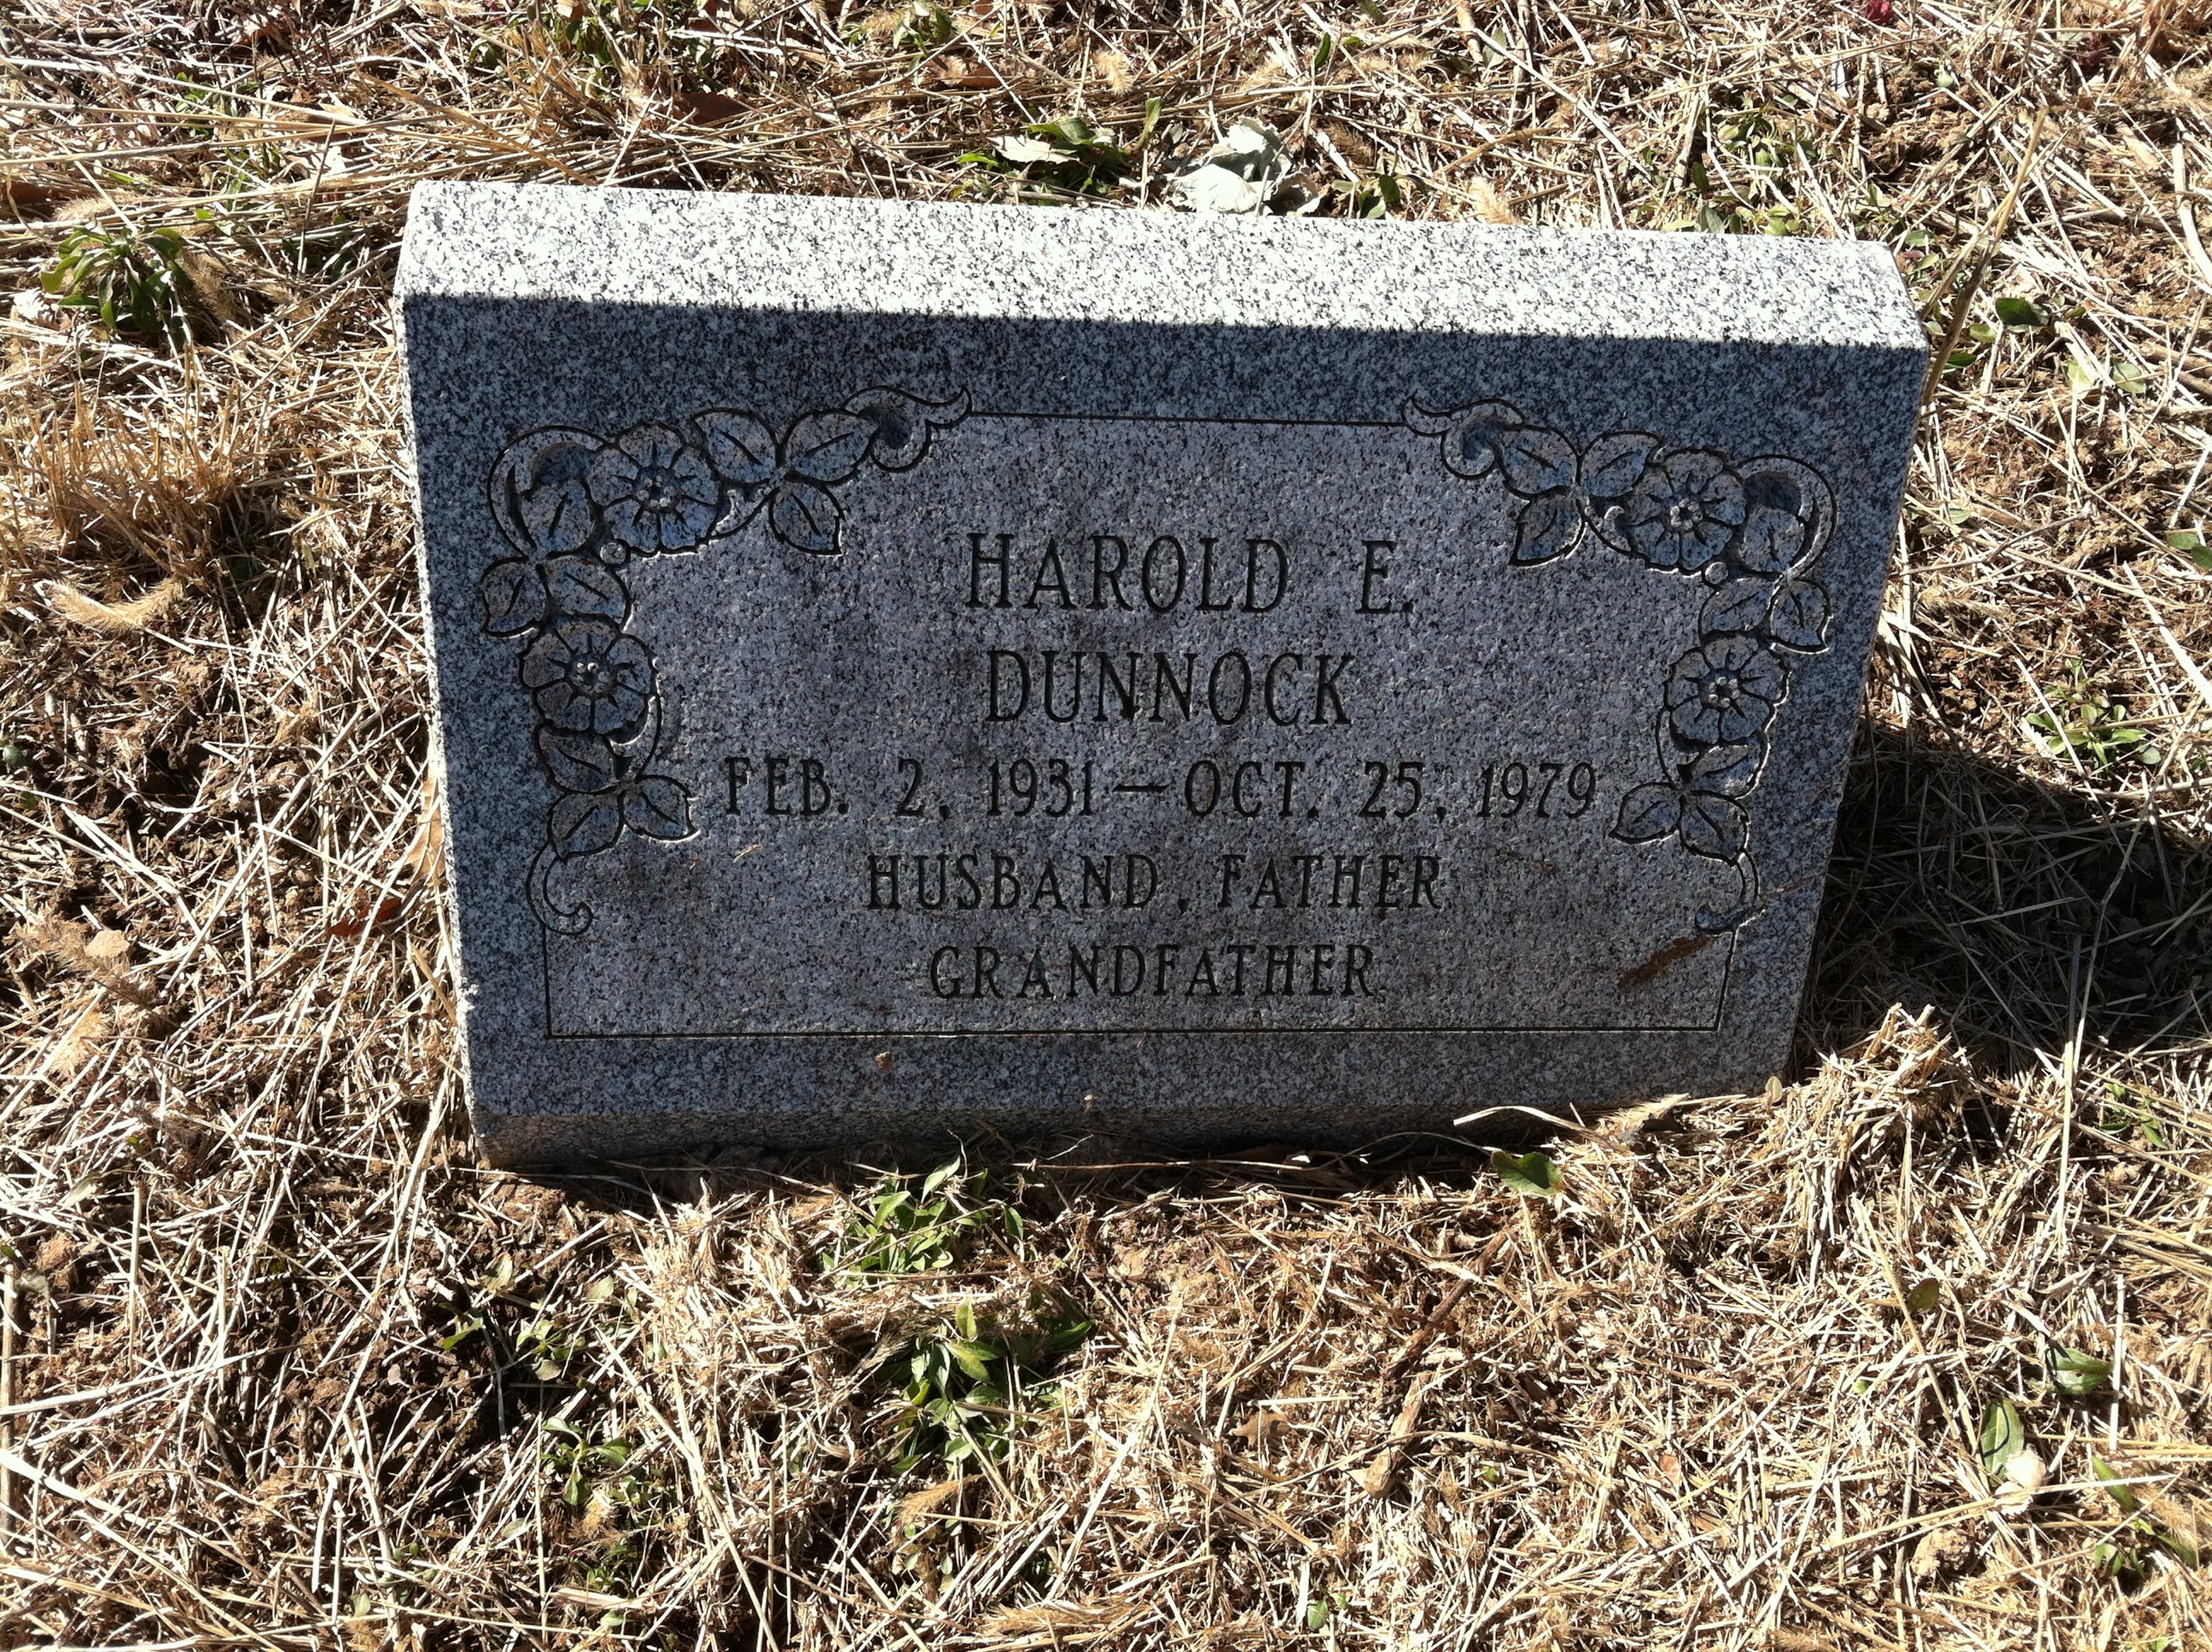 HAROLD E.
DUNNOCK
FEB. 2, 1931 — OCT. 25, 1979
HUSBAND, FATHER
GRANDFATHER